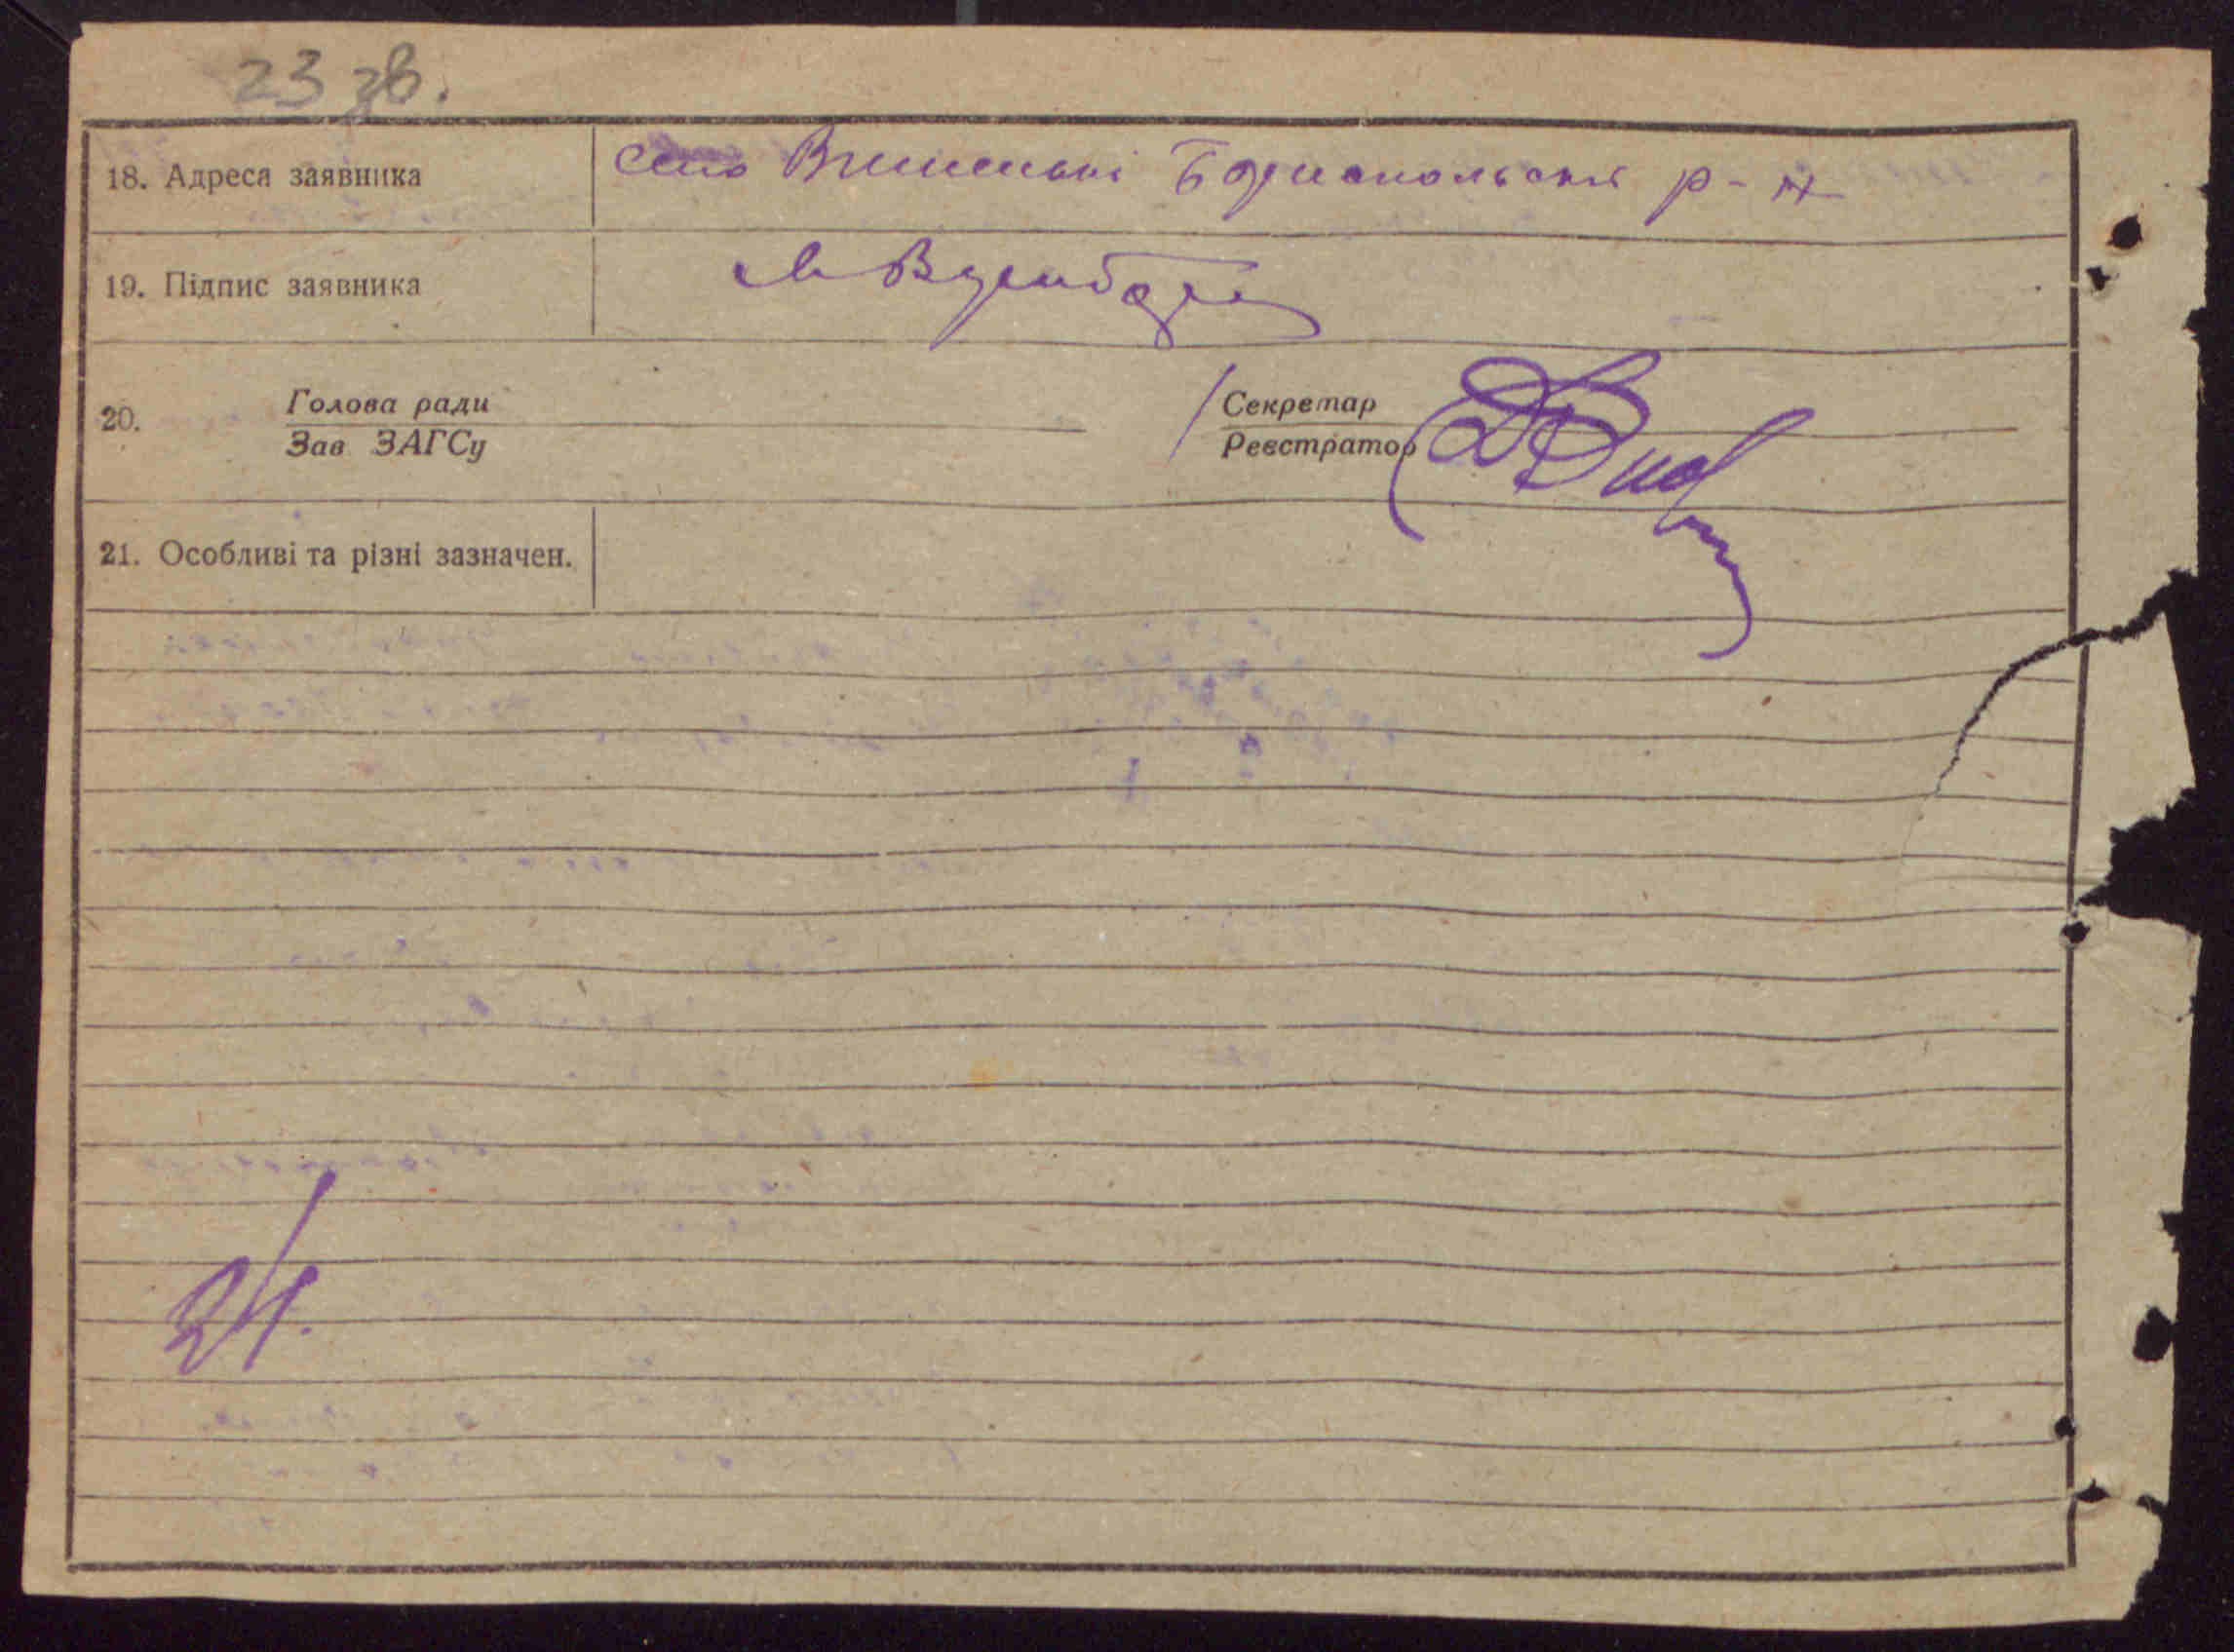 23 зв.
18. Адреса заявника село Вишеньки Бориспольский р-н
19. Підпис заявника
20. Голова ради Секретар
Зав ЗАГСу Реєстратор
21. Особливі та різні зазначен.
24.